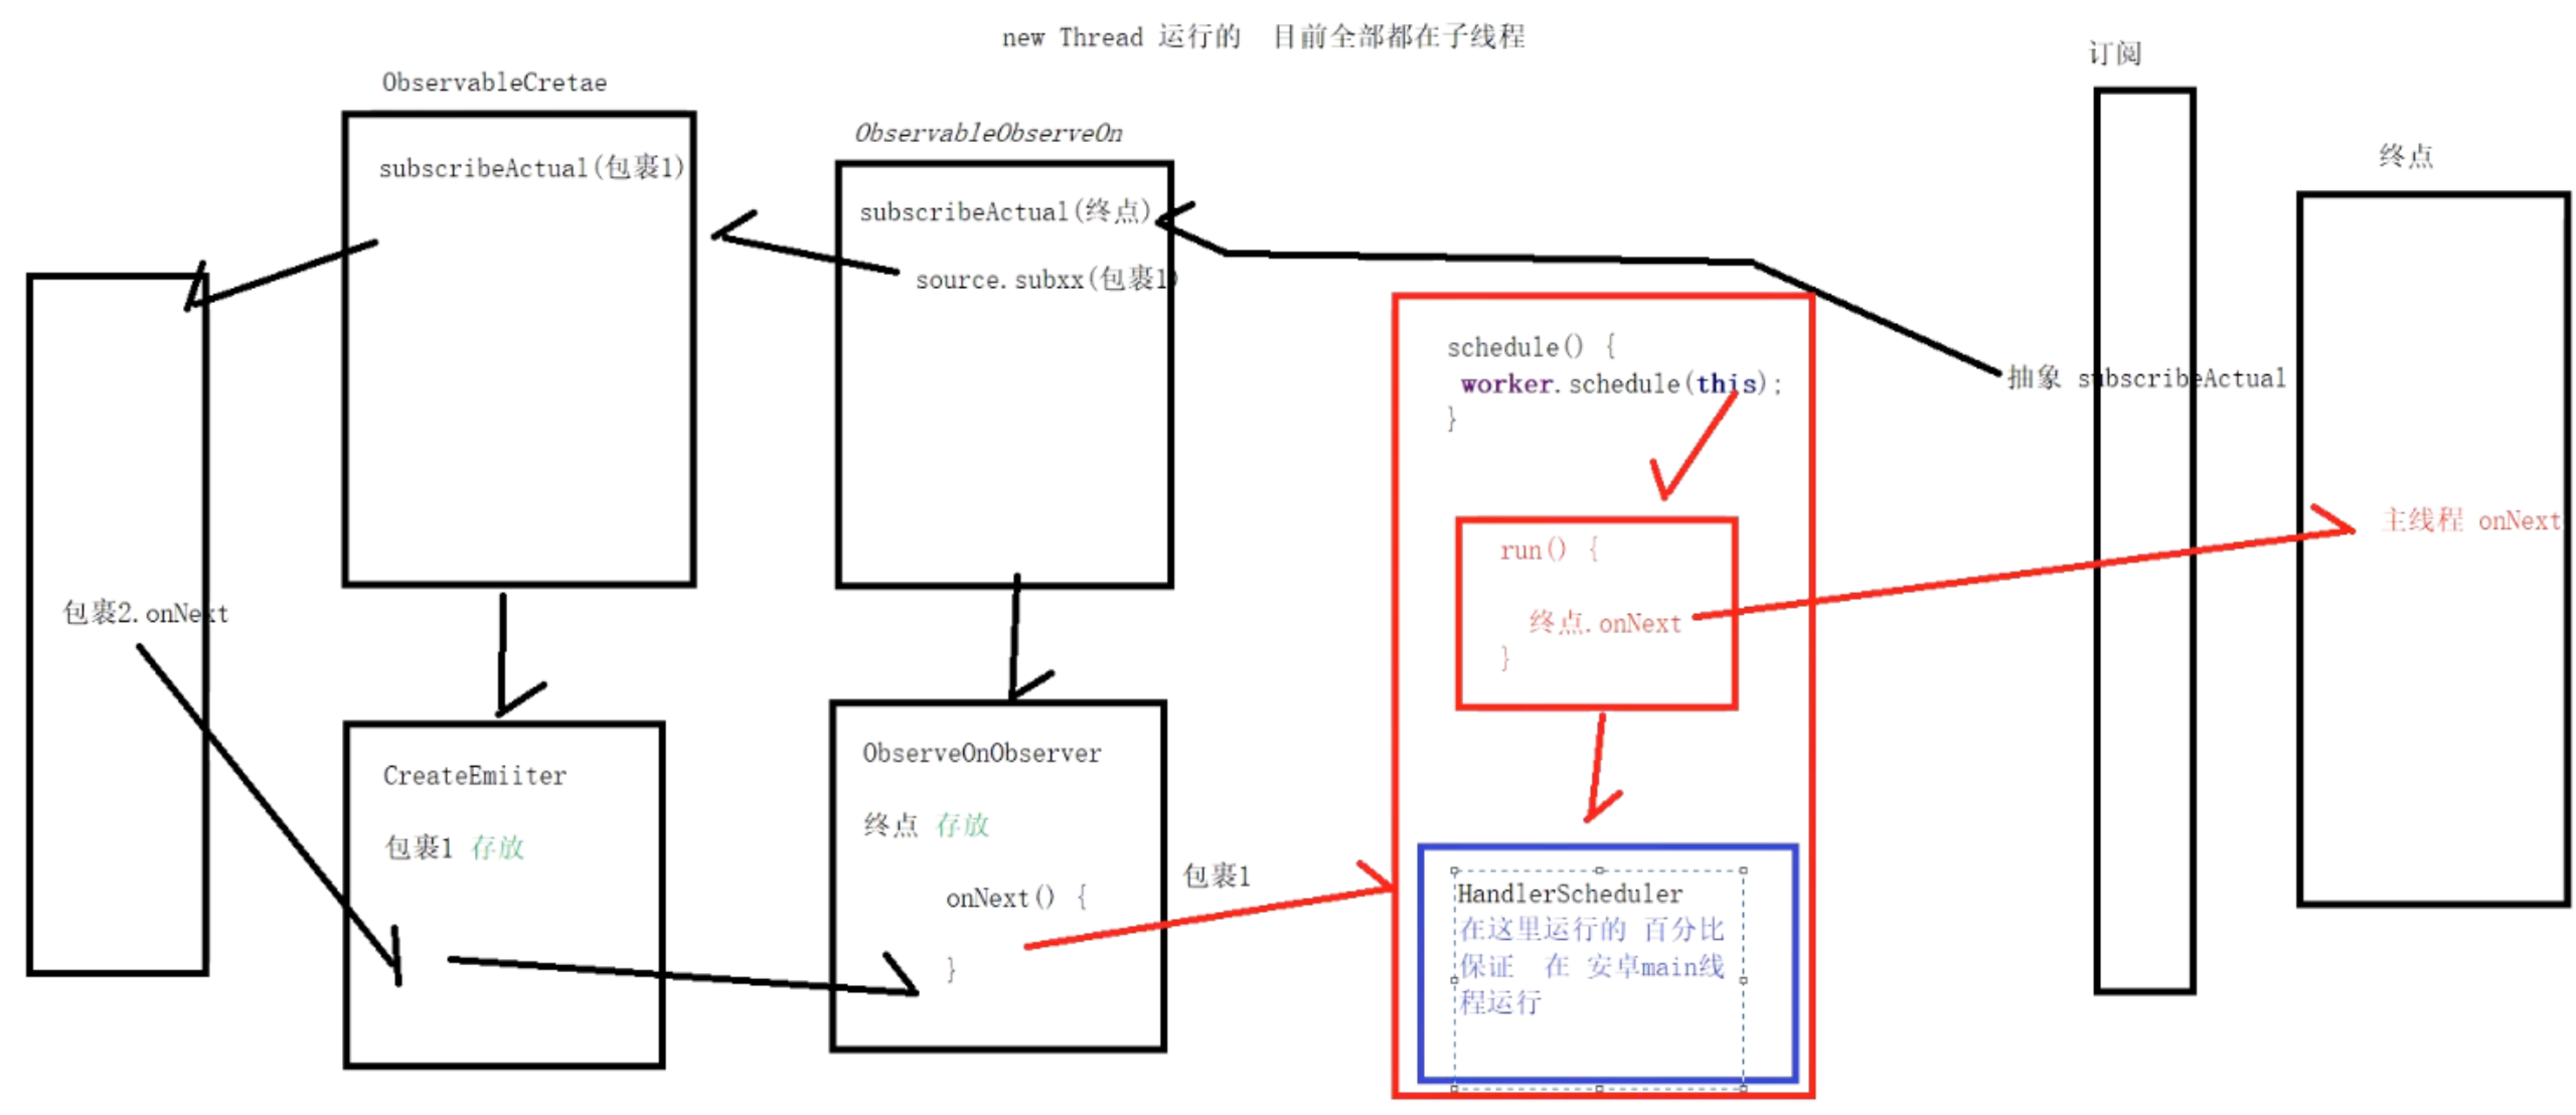 new Thread 运行的  目前全部都在子线程
订阅
ObservableCretae
ObservableObserveOn
终点
subscribeActual(包裹1)
subscribeActual(终点)
source.subxx(包裹1)
schedule() {
worker.schedule(this);
}
抽象 subscribeActual
run() {
终点.onNext
}
主线程 onNext
包裹2.onNext
CreateEmiiter
包裹1 存放
ObserveOnObserver
终点 存放
onNext() {
}
包裹1
HandlerScheduler
在这里运行的 百分比
保证  在 安卓main线
程运行